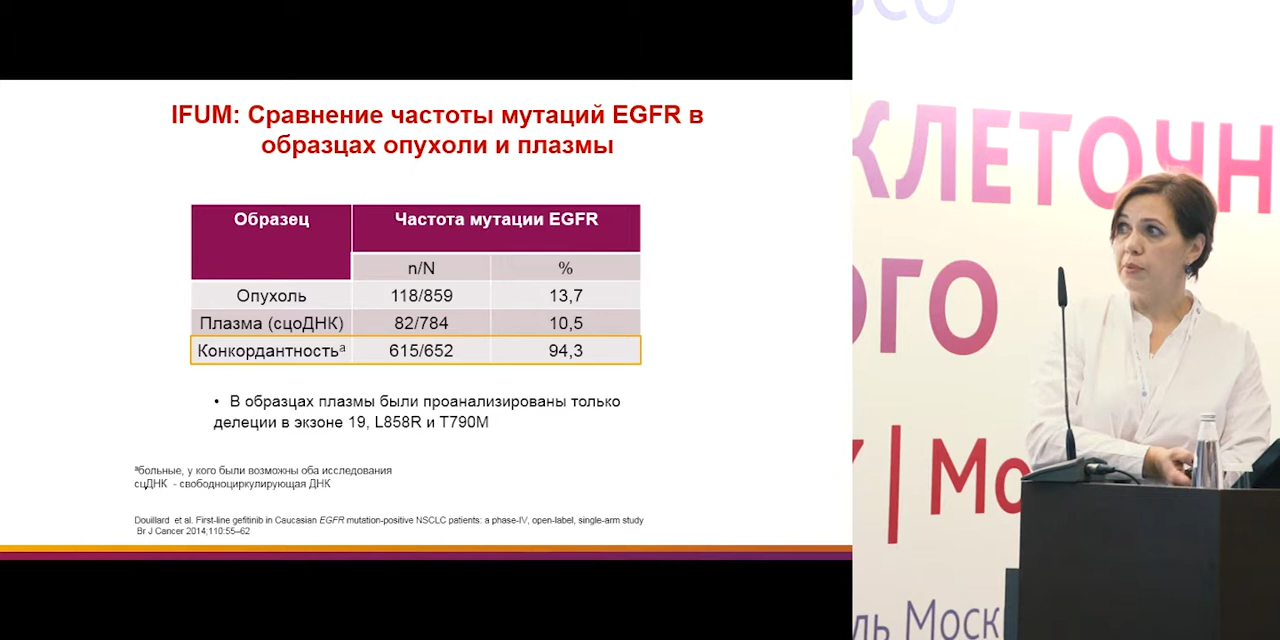 IFUM: Сравнение частоты мутаций EGFR в
образцах опухоли и плазмы
Образец Частота мутации EGFR
n/N %
Опухоль 118/859 13,7
Плазма (сцоДНК) 82/784 10,5
Конкордантностьª 615/652 94,3
• В образцах плазмы были проанализированы только
делеции в экзоне 19, L858R и T790M
ªбольные, у кого были возможны оба исследования
сцДНК - свободноциркулирующая ДНК
Douillard et al. First-line gefitinib in Caucasian EGFR mutation-positive NSCLC patients: a phase-IV, open-label, single-arm study
Br J Cancer 2014;110:55–62
КЛЕТОЧН
ОГО
| Мо
ль Моск